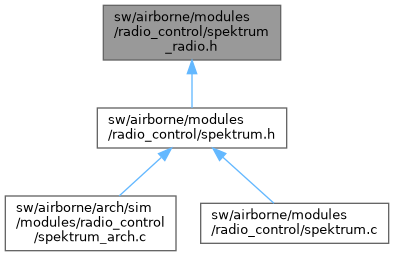 sw/airborne/modules
/radio_control/spektrum
_radio.h
sw/airborne/modules
/radio_control/spektrum.h
sw/airborne/arch/sim
/modules/radio_control
/spektrum_arch.c
sw/airborne/modules
/radio_control/spektrum.c